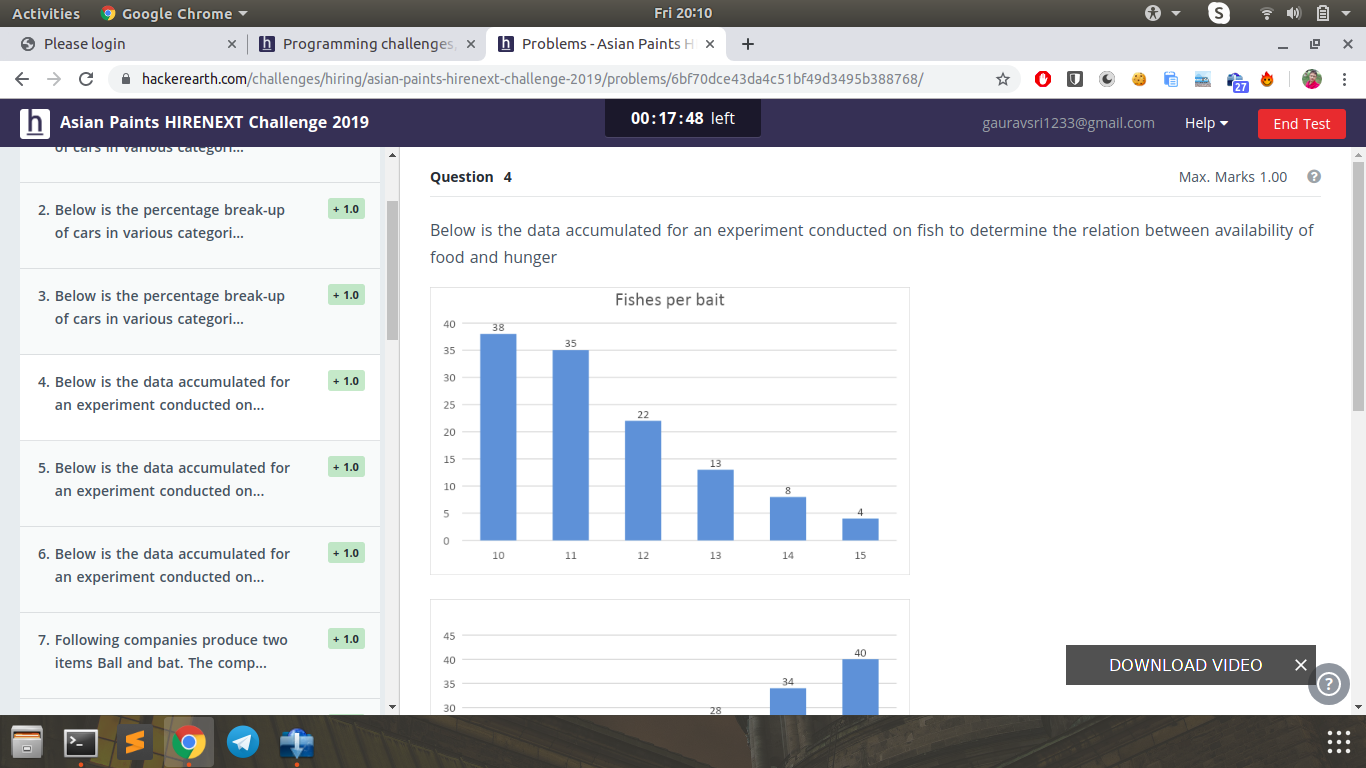 Activities Google Chrome Fri 20:10
Please login Programming challenges, Problems - Asian Paints H
hackerearth.com/challenges/hiring/asian-paints-hirenext-challenge-2019/problems/6bf70dce43da4c51bf49d3495b388768/
27
h Asian Paints HIRENEXT Challenge 2019 00:17:48 left gauravsri1233@gmail.com Help End Test
of cars in various categori...
2. Below is the percentage break-up
of cars in various categori...
+ 1.0
3. Below is the percentage break-up
of cars in various categori...
+ 1.0
4. Below is the data accumulated for
an experiment conducted on...
+ 1.0
5. Below is the data accumulated for
an experiment conducted on...
+ 1.0
6. Below is the data accumulated for
an experiment conducted on...
+ 1.0
7. Following companies produce two
items Ball and bat. The comp...
+ 1.0
Question 4 Max. Marks 1.00 ?
Below is the data accumulated for an experiment conducted on fish to determine the relation between availability of
food and hunger
Fishes per bait
40
35
30
25
20
15
10
5
0
38 35 22 13 8 4
10 11 12 13 14 15
45
40
35
30
28 34 40
DOWNLOAD VIDEO ×
?